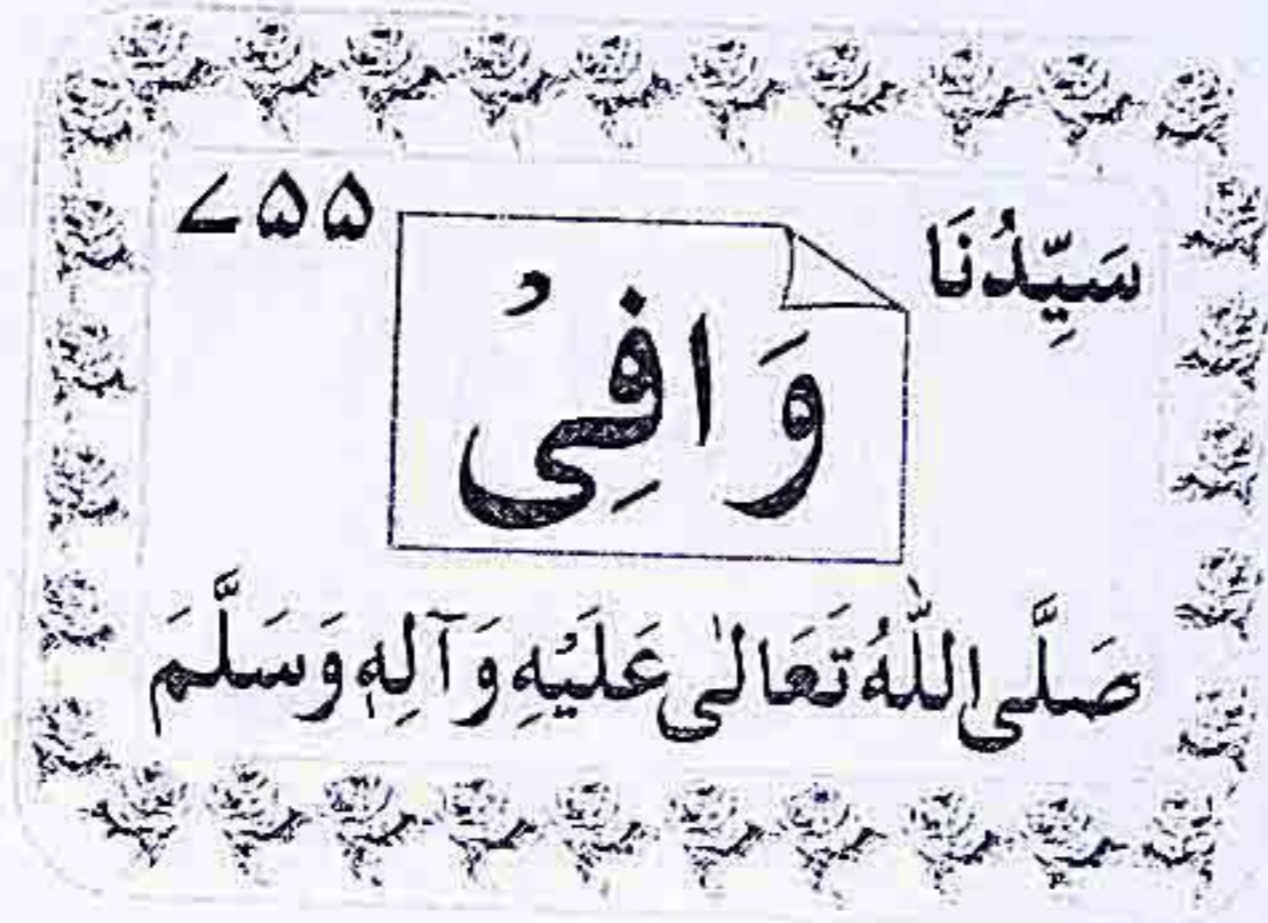 سَيِّدُنَا ۷۵۵
وَافِیْ
صَلَّی اللّٰهُ تَعَالٰی عَلَیْهِ وَآلِهٖ وَسَلَّمَ